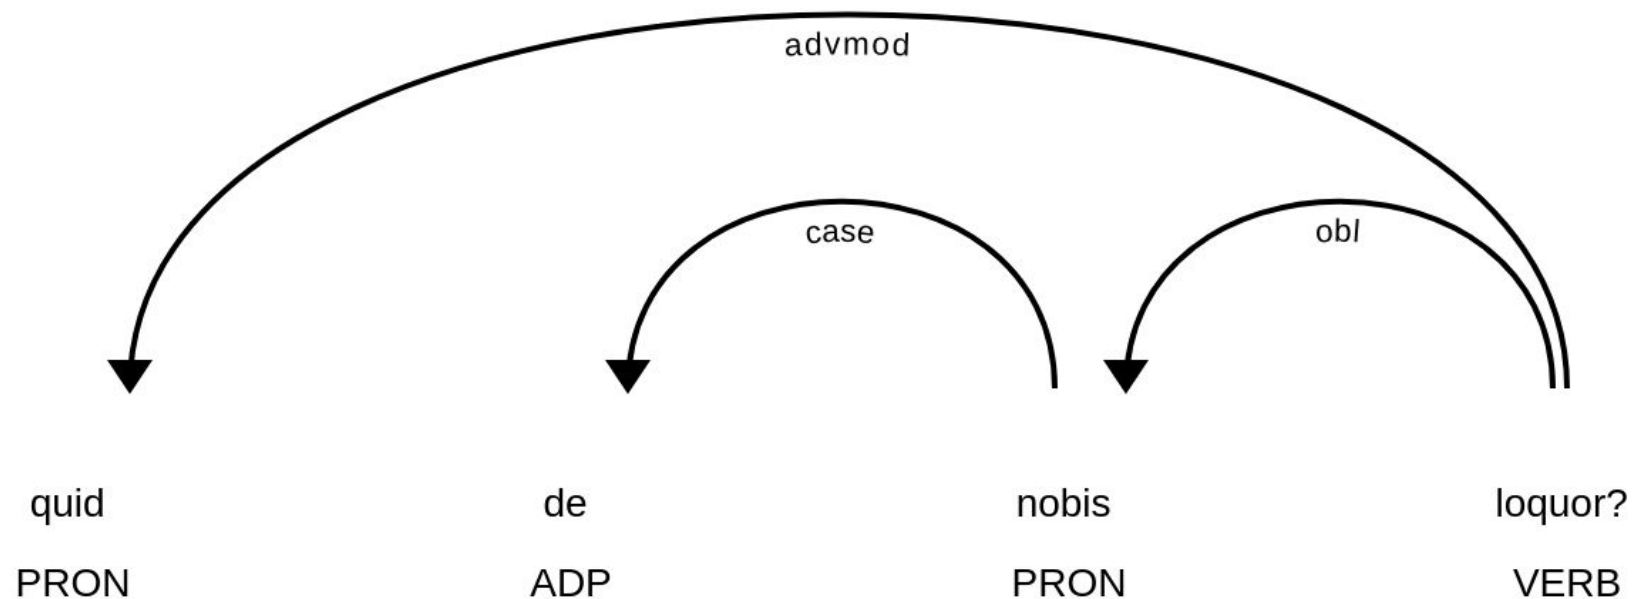 advmod
case obl
quid de nobis loquor?
PRON ADP PRON VERB